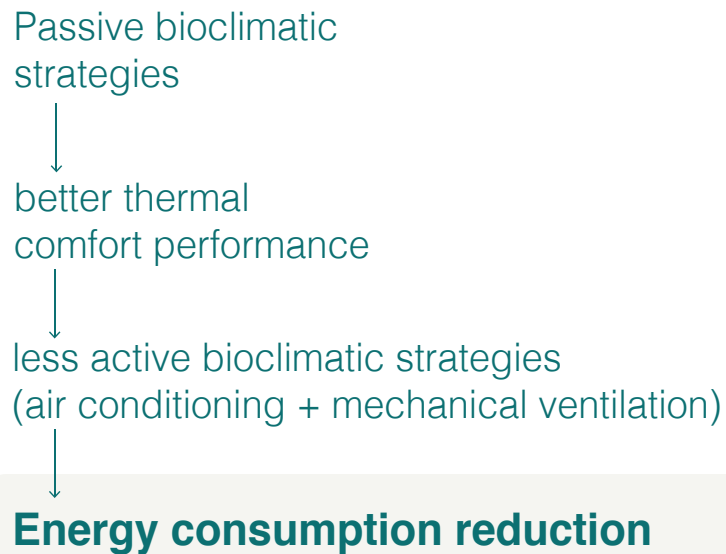 Passive bioclimatic
strategies
better thermal
comfort performance
less active bioclimatic strategies
(air conditioning + mechanical ventilation)
Energy consumption reduction